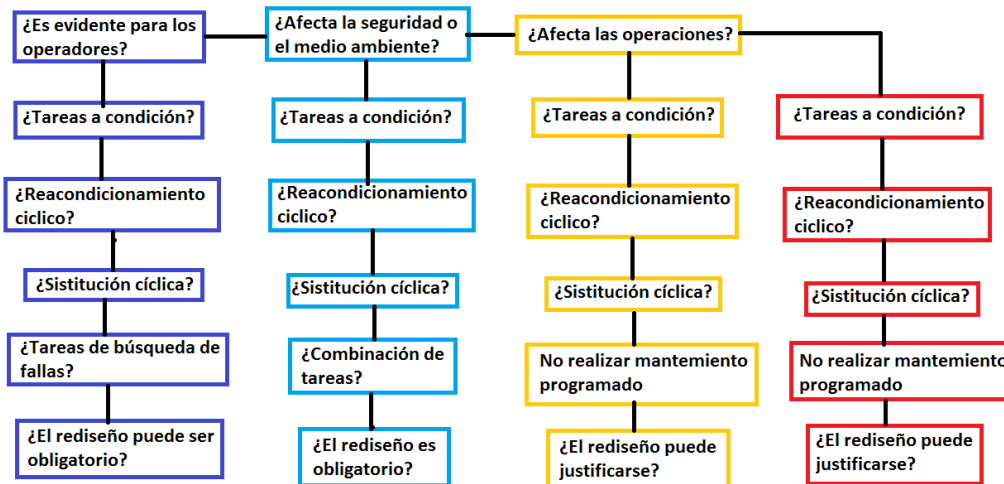 ¿Es evidente para los
operadores?
¿Afecta la seguridad o
el medio ambiente?
¿Afecta las operaciones?
¿Tareas a condición?
¿Tareas a condición?
¿Tareas a condición?
¿Tareas a condición?
¿Reacondicionamiento
ciclico?
¿Reacondicionamiento
ciclico?
¿Reacondicionamiento
ciclico?
¿Reacondicionamiento
ciclico?
¿Sistitución cíclica?
¿Sistitución cíclica?
¿Sistitución cíclica?
¿Sistitución cíclica?
¿Tareas de búsqueda de
fallas?
¿Combinación de
tareas?
No realizar mantemiento
programado
No realizar mantemiento
programado
¿El rediseño puede ser
obligatorio?
¿El rediseño es
obligatorio?
¿El rediseño puede
justificarse?
¿El rediseño puede
justificarse?